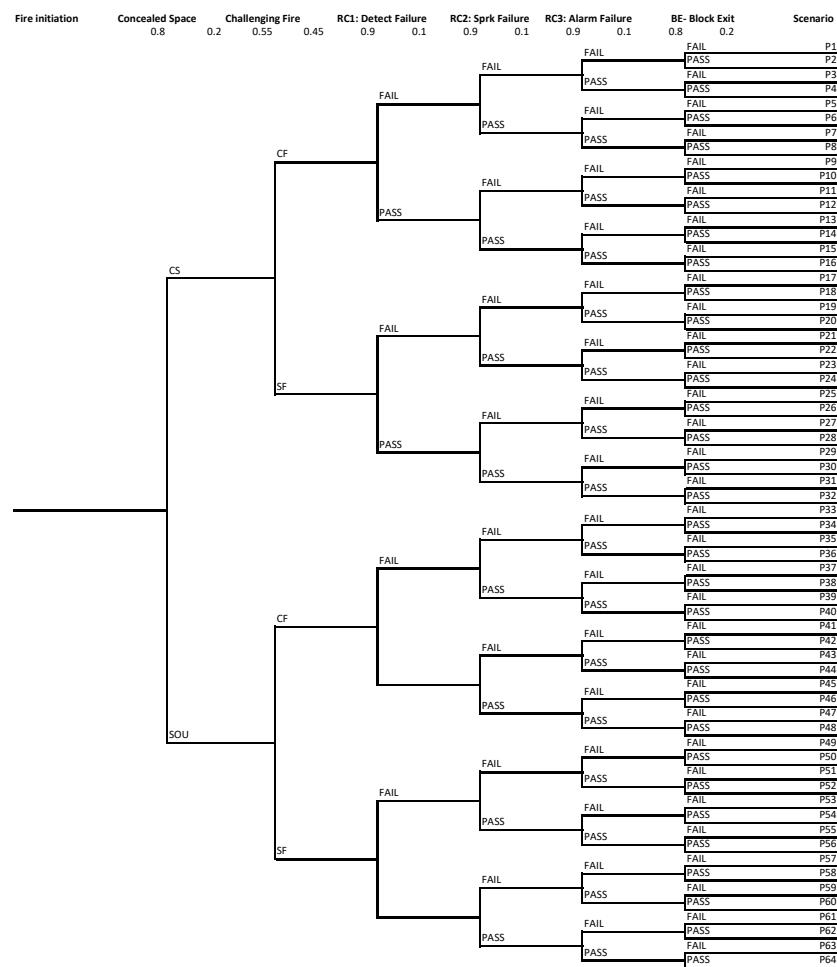 Fire initiation Concealed Space Challenging Fire RC1: Detect Failure RC2: Sprk Failure RC3: Alarm Failure BE- Block Exit Scenario
0.8 0.2 0.55 0.45 0.9 0.1 0.9 0.1 0.9 0.1 0.8 0.2
FAIL P1
FAIL
PASS P2
FAIL
FAIL P3
PASS
PASS P4
FAIL
FAIL P5
FAIL
PASS P6
PASS
FAIL P7
PASS
PASS P8
CF
FAIL P9
FAIL
PASS P10
FAIL
FAIL P11
PASS
PASS P12
PASS
FAIL P13
FAIL
PASS P14
PASS
FAIL P15
PASS
PASS P16
CS
FAIL P17
FAIL
PASS P18
FAIL
FAIL P19
PASS
PASS P20
FAIL
FAIL P21
FAIL
PASS P22
PASS
FAIL P23
PASS
PASS P24
SF
FAIL P25
FAIL
PASS P26
FAIL
FAIL P27
PASS
PASS P28
PASS
FAIL P29
FAIL
PASS P30
PASS
FAIL P31
PASS
PASS P32
FAIL P33
FAIL
PASS P34
FAIL
FAIL P35
PASS
PASS P36
FAIL
FAIL P37
FAIL
PASS P38
PASS
FAIL P39
PASS
PASS P40
CF
FAIL P41
FAIL
PASS P42
FAIL
FAIL P43
PASS
PASS P44
FAIL P45
FAIL
PASS P46
PASS
FAIL P47
PASS
PASS P48
SOU
FAIL P49
FAIL
PASS P50
FAIL
FAIL P51
PASS
PASS P52
FAIL
FAIL P53
FAIL
PASS P54
PASS
FAIL P55
PASS
PASS P56
SF
FAIL P57
FAIL
PASS P58
FAIL
FAIL P59
PASS
PASS P60
FAIL P61
FAIL
PASS P62
PASS
FAIL P63
PASS
PASS P64